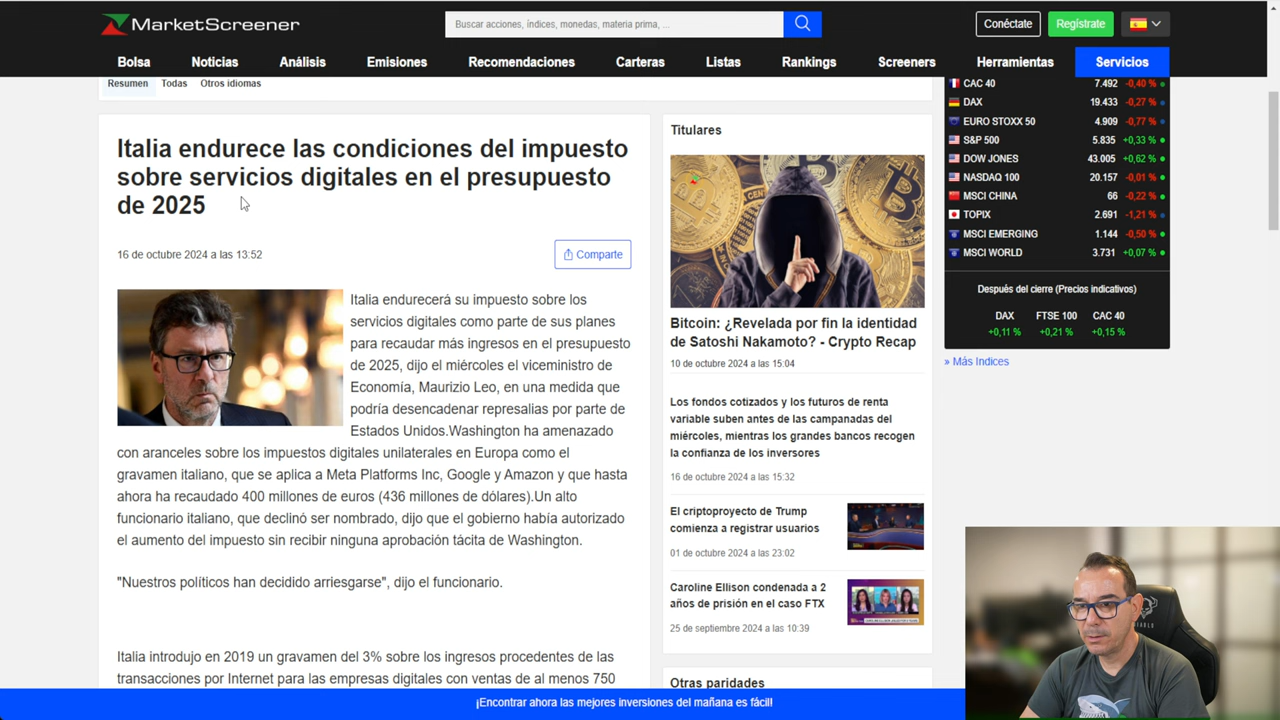 MarketScreener
Buscar acciones, índices, monedas, materia prima, ...
Conéctate
Regístrate
Bolsa
Noticias
Análisis
Emisiones
Recomendaciones
Carteras
Listas
Rankings
Screeners
Herramientas
Servicios
Resumen
Todas
Otros idiomas
Italia endurece las condiciones del impuesto
sobre servicios digitales en el presupuesto
de 2025
16 de octubre 2024 a las 13:52
Comparte
Italia endurecerá su impuesto sobre los
servicios digitales como parte de sus planes
para recaudar más ingresos en el presupuesto
de 2025, dijo el miércoles el viceministro de
Economía, Maurizio Leo, en una medida que
podría desencadenar represalias por parte de
Estados Unidos.Washington ha amenazado
con aranceles sobre los impuestos digitales unilaterales en Europa como el
gravamen italiano, que se aplica a Meta Platforms Inc, Google y Amazon y que hasta
ahora ha recaudado 400 millones de euros (436 millones de dólares).Un alto
funcionario italiano, que declinó ser nombrado, dijo que el gobierno había autorizado
el aumento del impuesto sin recibir ninguna aprobación tácita de Washington.
"Nuestros políticos han decidido arriesgarse", dijo el funcionario.
Italia introdujo en 2019 un gravamen del 3% sobre los ingresos procedentes de las
transacciones por Internet para las empresas digitales con ventas de al menos 750
Titulares
Bitcoin: ¿Revelada por fin la identidad
de Satoshi Nakamoto? - Crypto Recap
10 de octubre 2024 a las 15:04
Los fondos cotizados y los futuros de renta
variable suben antes de las campanadas del
miércoles, mientras los grandes bancos recogen
la confianza de los inversores
16 de octubre 2024 a las 15:32
El criptoproyecto de Trump
comienza a registrar usuarios
01 de octubre 2024 a las 23:02
Caroline Ellison condenada a 2
años de prisión en el caso FTX
25 de septiembre 2024 a las 10:39
Otras paridades
CAC 40 7.492 -0,40 %
DAX 19.433 -0,27 %
EURO STOXX 50 4.909 -0,77 %
S&P 500 5.835 +0,33 %
DOW JONES 43.005 +0,62 %
NASDAQ 100 20.157 -0,01 %
MSCI CHINA 66 -0,22 %
TOPIX 2.691 -1,21 %
MSCI EMERGING 1.144 -0,50 %
MSCI WORLD 3.731 +0,07 %
Después del cierre (Precios indicativos)
DAX FTSE 100 CAC 40
+0,11 % +0,21 % +0,15 %
» Más Indices
¡Encontrar ahora las mejores inversiones del mañana es fácil!